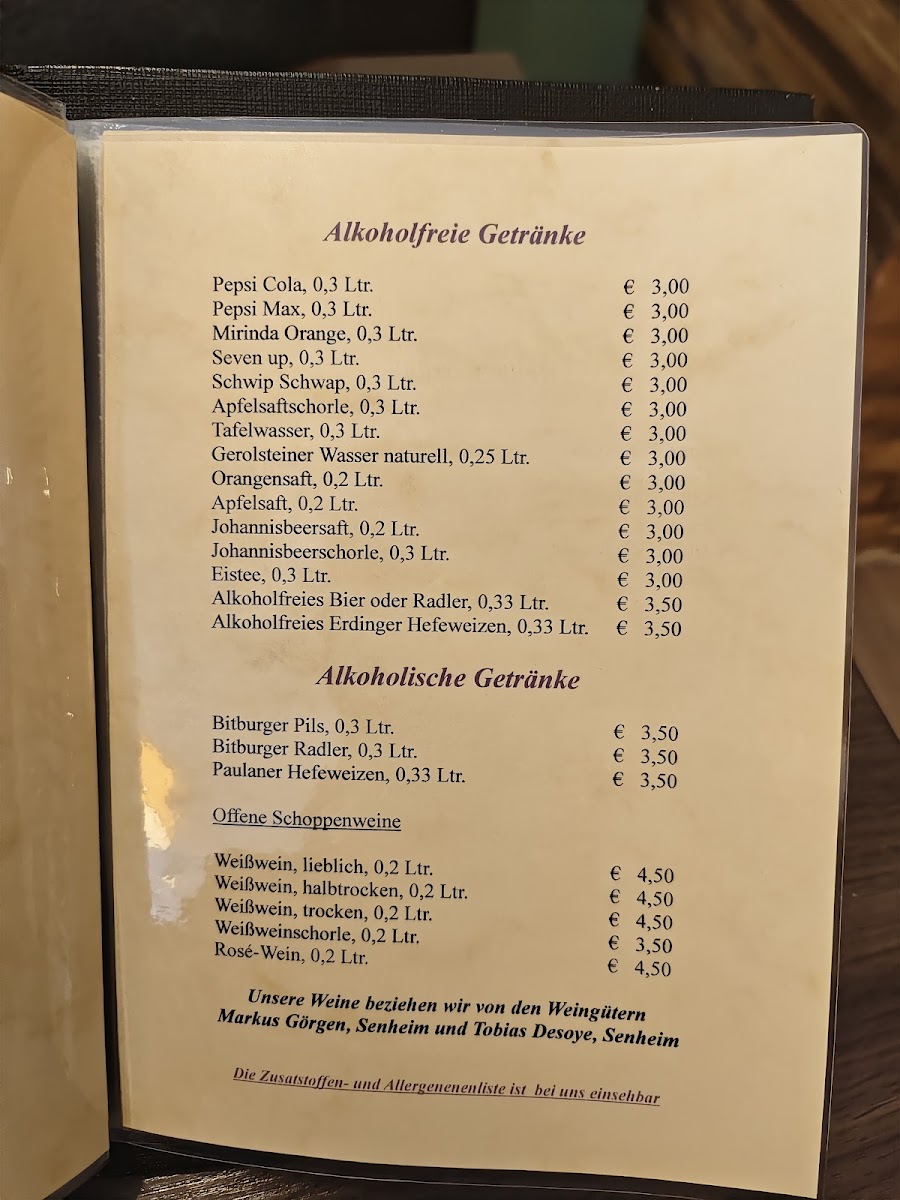 Alkoholfreie Getränke
Pepsi Cola, 0,3 Ltr. € 3,00
Pepsi Max, 0,3 Ltr. € 3,00
Mirinda Orange, 0,3 Ltr. € 3,00
Seven up, 0,3 Ltr. € 3,00
Schwip Schwap, 0,3 Ltr. € 3,00
Apfelsaftschorle, 0,3 Ltr. € 3,00
Tafelwasser, 0,3 Ltr. € 3,00
Gerolsteiner Wasser naturell, 0,25 Ltr. € 3,00
Orangensaft, 0,2 Ltr. € 3,00
Apfelsaft, 0,2 Ltr. € 3,00
Johannisbeersaft, 0,2 Ltr. € 3,00
Johannisbeerschorle, 0,3 Ltr. € 3,00
Eistee, 0,3 Ltr. € 3,00
Alkoholfreies Bier oder Radler, 0,33 Ltr. € 3,50
Alkoholfreies Erdinger Hefeweizen, 0,33 Ltr. € 3,50
Alkoholische Getränke
Bitburger Pils, 0,3 Ltr. € 3,50
Bitburger Radler, 0,3 Ltr. € 3,50
Paulaner Hefeweizen, 0,33 Ltr. € 3,50
Offene Schoppenweine
Weißwein, lieblich, 0,2 Ltr. € 4,50
Weißwein, halbtrocken, 0,2 Ltr. € 4,50
Weißwein, trocken, 0,2 Ltr. € 4,50
Weißweinschorle, 0,2 Ltr. € 3,50
Rosé-Wein, 0,2 Ltr. € 4,50
Unsere Weine beziehen wir von den Weingütern
Markus Görgen, Senheim und Tobias Desoye, Senheim
Die Zusatstoffen- und Allergenenenliste ist bei uns einsehbar